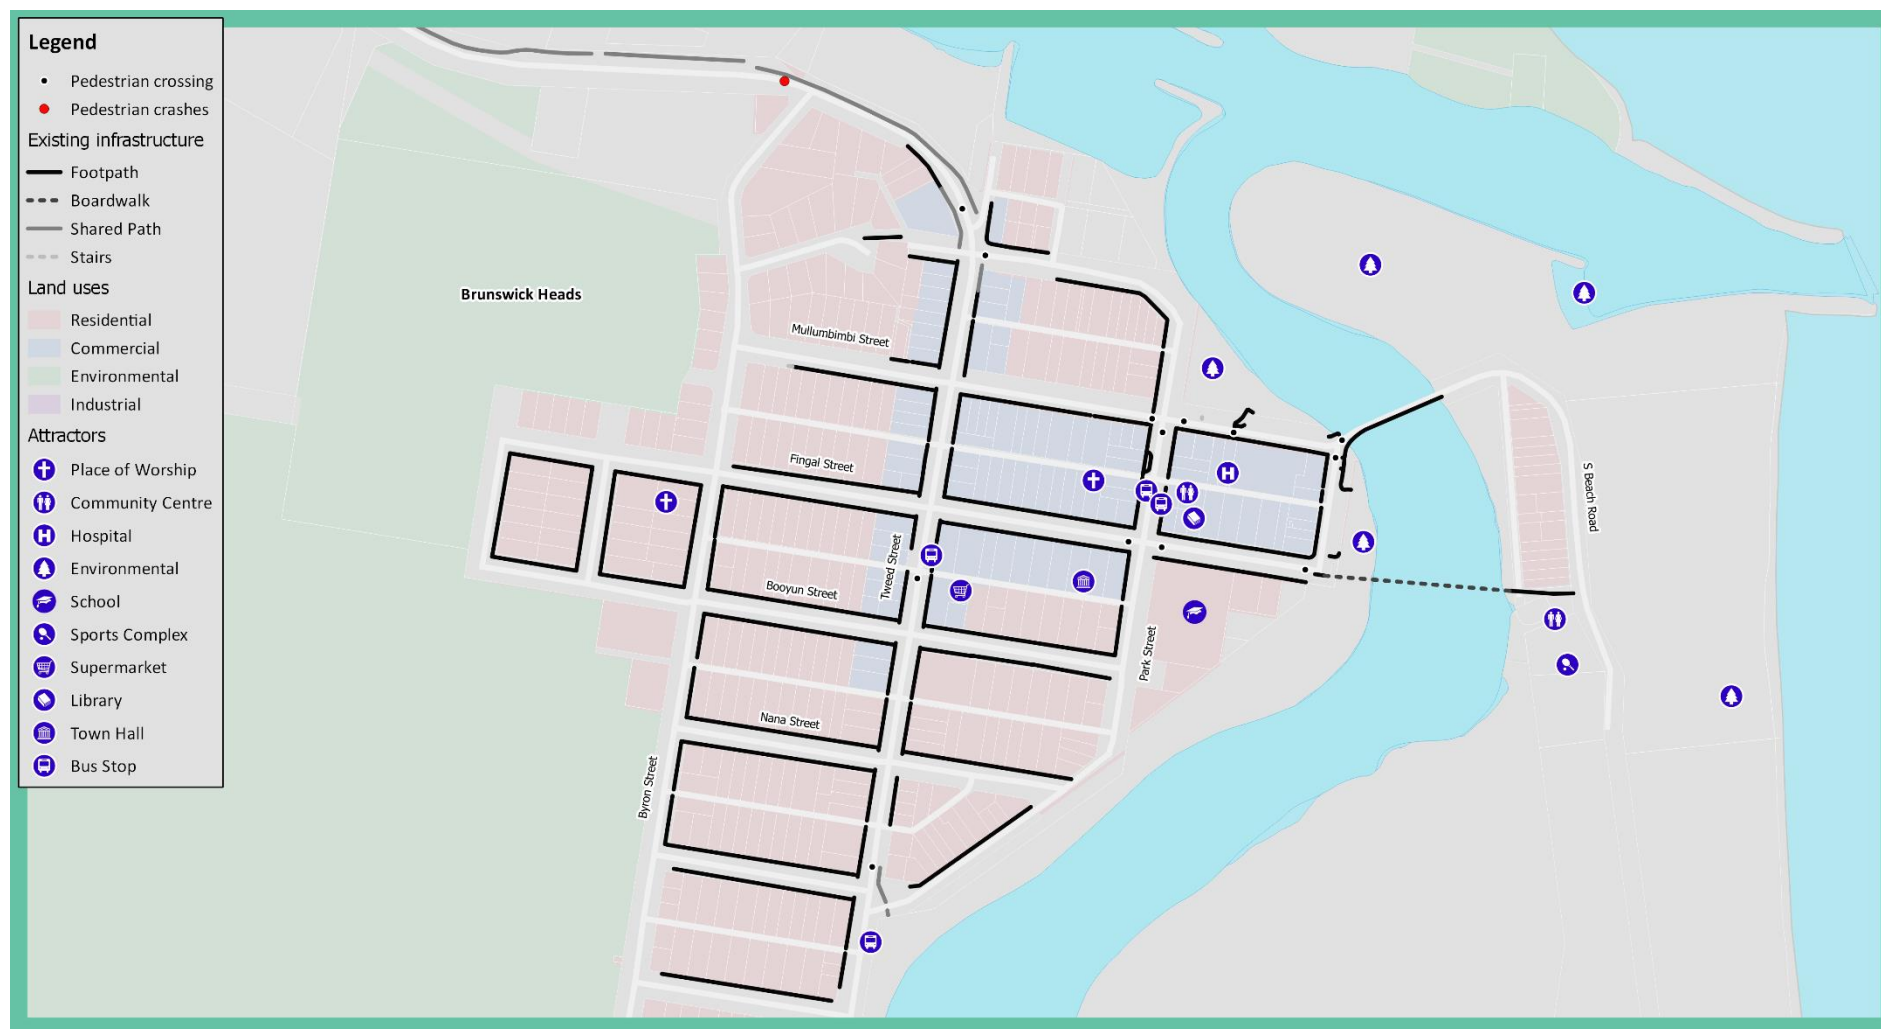 Legend
Pedestrian crossing
Pedestrian crashes
Existing infrastructure
Footpath
Boardwalk
Shared Path
Stairs
Land uses
Residential
Commercial
Environmental
Industrial
Attractors
Place of Worship
Community Centre
Hospital
Environmental
School
Sports Complex
Supermarket
Library
Town Hall
Bus Stop
Brunswick Heads
Mullumbimbi Street
Fingal Street
Tweed Street
Booyun Street
Park Street
Nana Street
Byron Street
S Beach Road